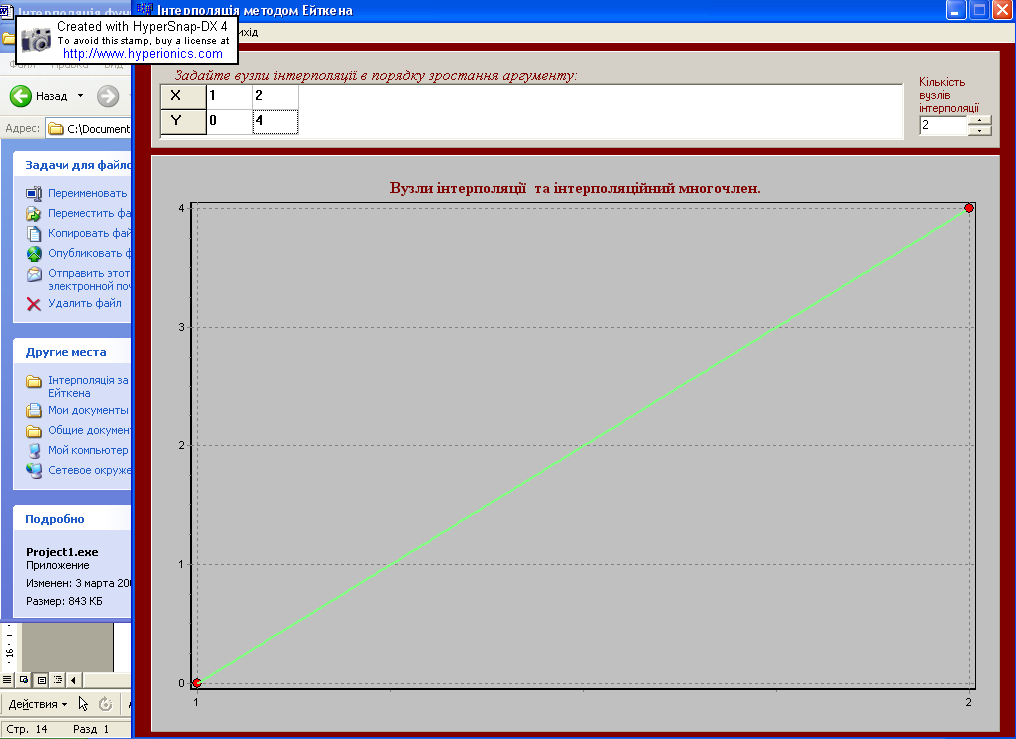 Інтерполяція методом Ейткена
Created with HyperSnap-DX 4
To avoid this stamp, buy a license at
http://www.hyperionics.com
Назад
Адрес: C:\Document
Задачи для файло
Переименовать
Переместить фа
Копировать фай
Опубликовать ф
Отправить этот
электронной поч
Удалить файл
Другие места
Інтерполяція за
Ейткена
Мои документы
Общие докумен
Мой компьютер
Сетевое окруже
Подробно
Project1.exe
Приложение
Изменен: 3 марта 200
Размер: 843 КБ
16
Действия
Стр. 14 Разд 1
Задайте вузли інтерполяції в порядку зростання аргументу:
X 1 2
Y 0 4
Кількість
вузлів
інтерполяції
2
Вузли інтерполяції та інтерполяційний многочлен.
4
3
2
1
0
1 2